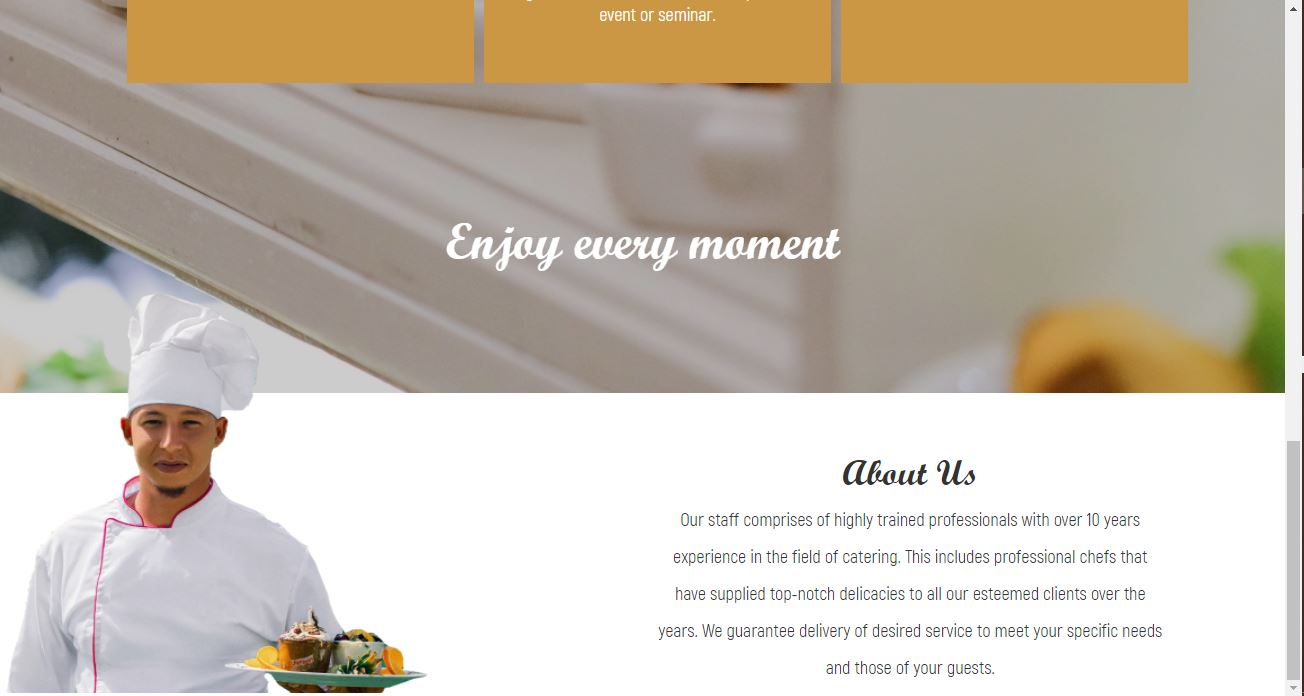 event or seminar.
Enjoy every moment
About Us
Our staff comprises of highly trained professionals with over 10 years
experience in the field of catering. This includes professional chefs that
have supplied top-notch delicacies to all our esteemed clients over the
years. We guarantee delivery of desired service to meet your specific needs
and those of your guests.